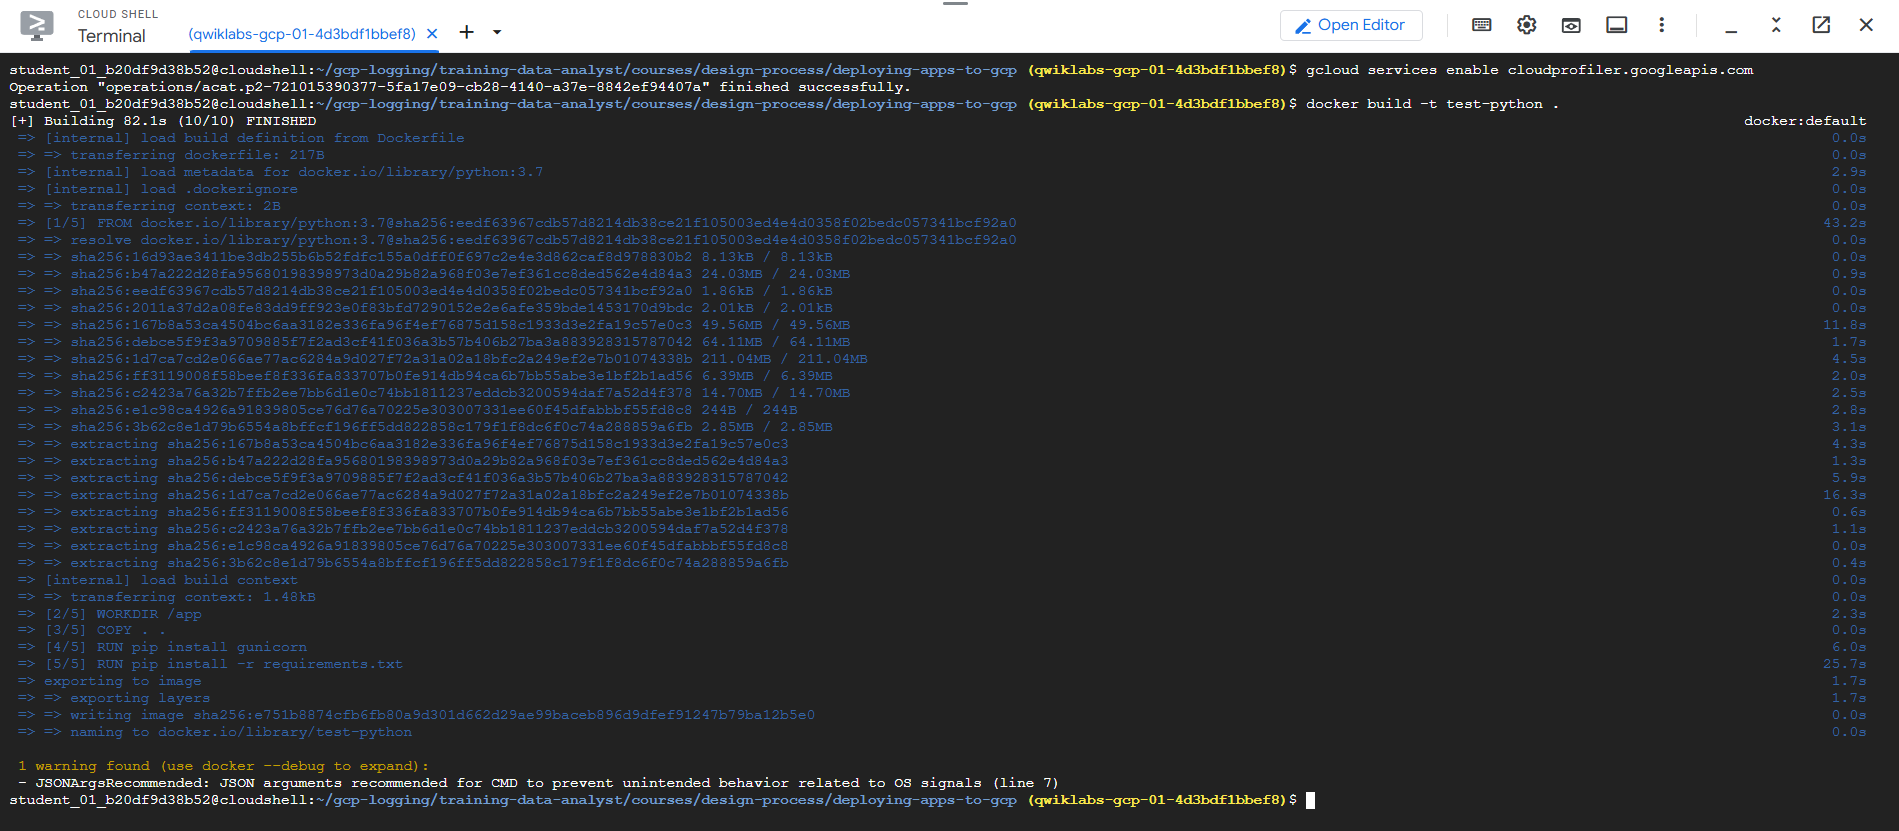 CLOUD SHELL
Terminal
(qwiklabs-gcp-01-4d3bdf1bbef8)
Open Editor
student_01_b20df9d38b52@cloudshell:~/gcp-logging/training-data-analyst/courses/design-process/deploying-apps-to-gcp (qwiklabs-gcp-01-4d3bdf1bbef8)$ gcloud services enable cloudprofiler.googleapis.com
Operation "operations/acat.p2-721015390377-5fa17e09-cb28-4140-a37e-8842ef94407a" finished successfully.
student_01_b20df9d38b52@cloudshell:~/gcp-logging/training-data-analyst/courses/design-process/deploying-apps-to-gcp (qwiklabs-gcp-01-4d3bdf1bbef8)$ docker build -t test-python .
[+] Building 82.1s (10/10) FINISHED docker:default
=> [internal] load build definition from Dockerfile 0.0s
=> => transferring dockerfile: 217B 0.0s
=> [internal] load metadata for docker.io/library/python:3.7 2.9s
=> [internal] load .dockerignore 0.0s
=> => transferring context: 2B 0.0s
=> [1/5] FROM docker.io/library/python:3.7@sha256:eedf63967cdb57d8214db38ce21f105003ed4e4d0358f02bedc057341bcf92a0 43.2s
=> => resolve docker.io/library/python:3.7@sha256:eedf63967cdb57d8214db38ce21f105003ed4e4d0358f02bedc057341bcf92a0 0.0s
=> => sha256:16d93ae3411be3db255b6b52fdfc155a0dff0f697c2e4e3d862caf8d978830b2 8.13kB / 8.13kB 0.0s
=> => sha256:b47a222d28fa95680198398973d0a29b82a968f03e7ef361cc8ded562e4d84a3 24.03MB / 24.03MB 0.9s
=> => sha256:eedf63967cdb57d8214db38ce21f105003ed4e4d0358f02bedc057341bcf92a0 1.86kB / 1.86kB 0.0s
=> => sha256:2011a37d2a08fe83dd9ff923e0f83bfd7290152e2e6afe359bde1453170d9bdc 2.01kB / 2.01kB 0.0s
=> => sha256:167b8a53ca4504bc6aa3182e336fa96f4ef76875d158c1933d3e2fa19c57e0c3 49.56MB / 49.56MB 11.8s
=> => sha256:debce5f9f3a9709885f7f2ad3cf41f036a3b57b406b27ba3a883928315787042 64.11MB / 64.11MB 1.7s
=> => sha256:1d7ca7cd2e066ae77ac6284a9d027f72a31a02a18bfc2a249ef2e7b01074338b 211.04MB / 211.04MB 4.5s
=> => sha256:ff3119008f58beef8f336fa833707b0fe914db94ca6b7bb55abe3e1bf2b1ad56 6.39MB / 6.39MB 2.0s
=> => sha256:c2423a76a32b7ffb2ee7bb6d1e0c74bb1811237eddcb3200594daf7a52d4f378 14.70MB / 14.70MB 2.5s
=> => sha256:e1c98ca4926a91839805ce76d76a70225e303007331ee60f45dfabbbf55fd8c8 244B / 244B 2.8s
=> => sha256:3b62c8e1d79b6554a8bffcf196ff5dd822858c179f1f8dc6f0c74a288859a6fb 2.85MB / 2.85MB 3.1s
=> => extracting sha256:167b8a53ca4504bc6aa3182e336fa96f4ef76875d158c1933d3e2fa19c57e0c3 4.3s
=> => extracting sha256:b47a222d28fa95680198398973d0a29b82a968f03e7ef361cc8ded562e4d84a3 1.3s
=> => extracting sha256:debce5f9f3a9709885f7f2ad3cf41f036a3b57b406b27ba3a883928315787042 5.9s
=> => extracting sha256:1d7ca7cd2e066ae77ac6284a9d027f72a31a02a18bfc2a249ef2e7b01074338b 16.3s
=> => extracting sha256:ff3119008f58beef8f336fa833707b0fe914db94ca6b7bb55abe3e1bf2b1ad56 0.6s
=> => extracting sha256:c2423a76a32b7ffb2ee7bb6d1e0c74bb1811237eddcb3200594daf7a52d4f378 1.1s
=> => extracting sha256:e1c98ca4926a91839805ce76d76a70225e303007331ee60f45dfabbbf55fd8c8 0.0s
=> => extracting sha256:3b62c8e1d79b6554a8bffcf196ff5dd822858c179f1f8dc6f0c74a288859a6fb 0.4s
=> [internal] load build context 0.0s
=> => transferring context: 1.48kB 0.0s
=> [2/5] WORKDIR /app 2.3s
=> [3/5] COPY . . 0.0s
=> [4/5] RUN pip install gunicorn 6.0s
=> [5/5] RUN pip install -r requirements.txt 25.7s
=> exporting to image 1.7s
=> => exporting layers 1.7s
=> => writing image sha256:e751b8874cfb6fb80a9d301d662d29ae99baceb896d9dfef91247b79ba12b5e0 0.0s
=> => naming to docker.io/library/test-python 0.0s
1 warning found (use docker --debug to expand):
- JSONArgsRecommended: JSON arguments recommended for CMD to prevent unintended behavior related to OS signals (line 7)
student_01_b20df9d38b52@cloudshell:~/gcp-logging/training-data-analyst/courses/design-process/deploying-apps-to-gcp (qwiklabs-gcp-01-4d3bdf1bbef8)$